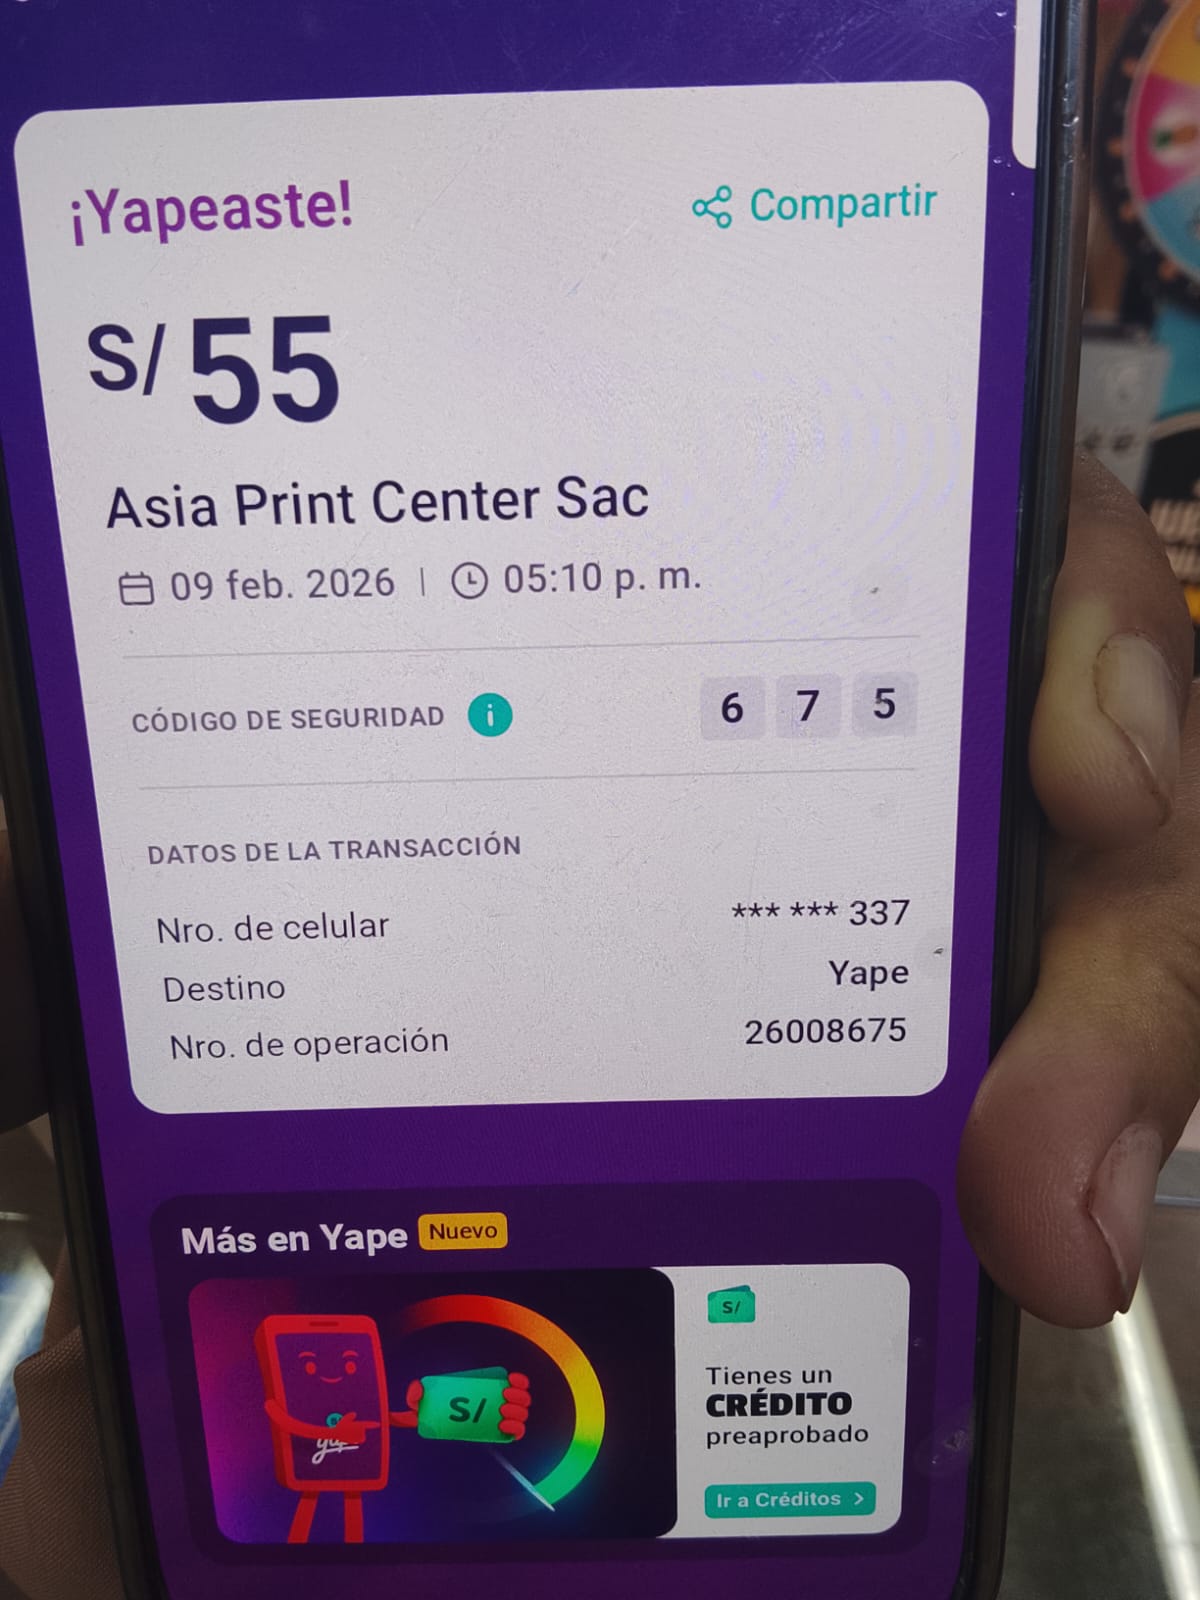 ¡Yapeaste!
Compartir
S/ 55
Asia Print Center Sac
09 feb. 2026 | 05:10 p. m.
CÓDIGO DE SEGURIDAD i 6 7 5
DATOS DE LA TRANSACCIÓN
Nro. de celular *** *** 337
Destino Yape
Nro. de operación 26008675
Más en Yape Nuevo
S/
S/
Tienes un
CRÉDITO
preaprobado
Ir a Créditos >